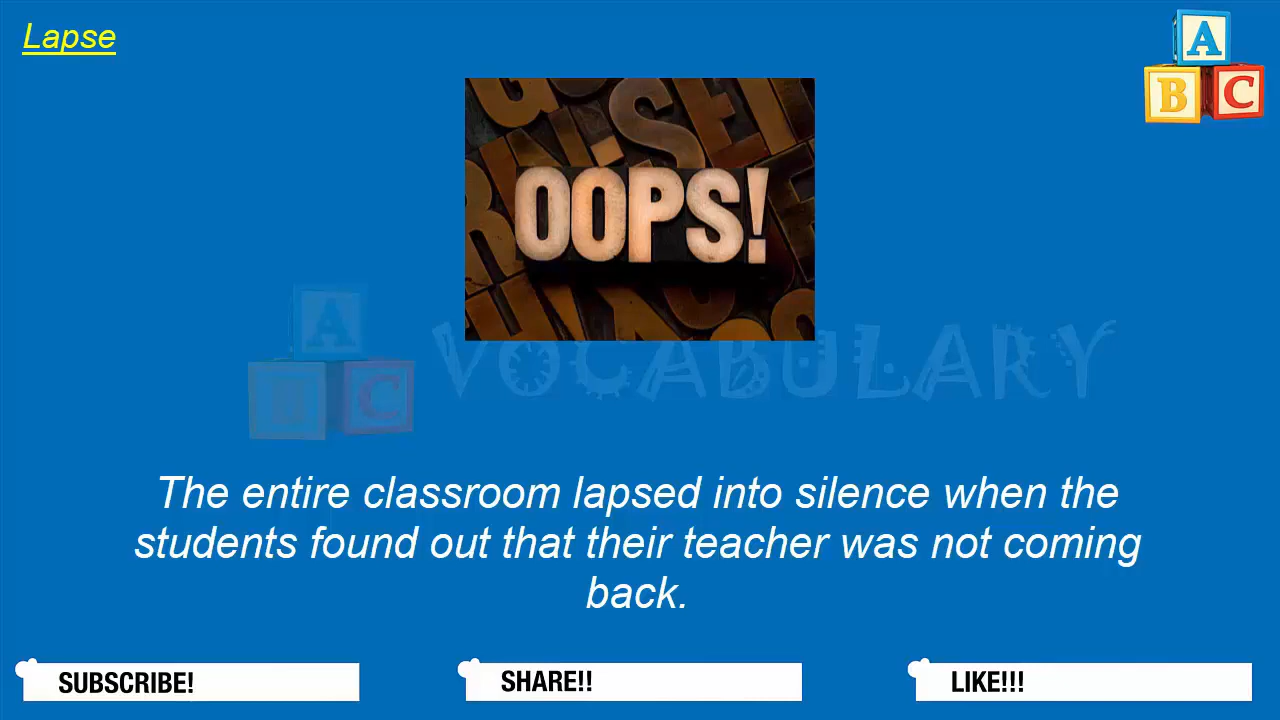 Lapse
A
B C
OOPS!
A
B C
VOCABULARY
The entire classroom lapsed into silence when the
students found out that their teacher was not coming
back.
SUBSCRIBE!
SHARE!!
LIKE!!!